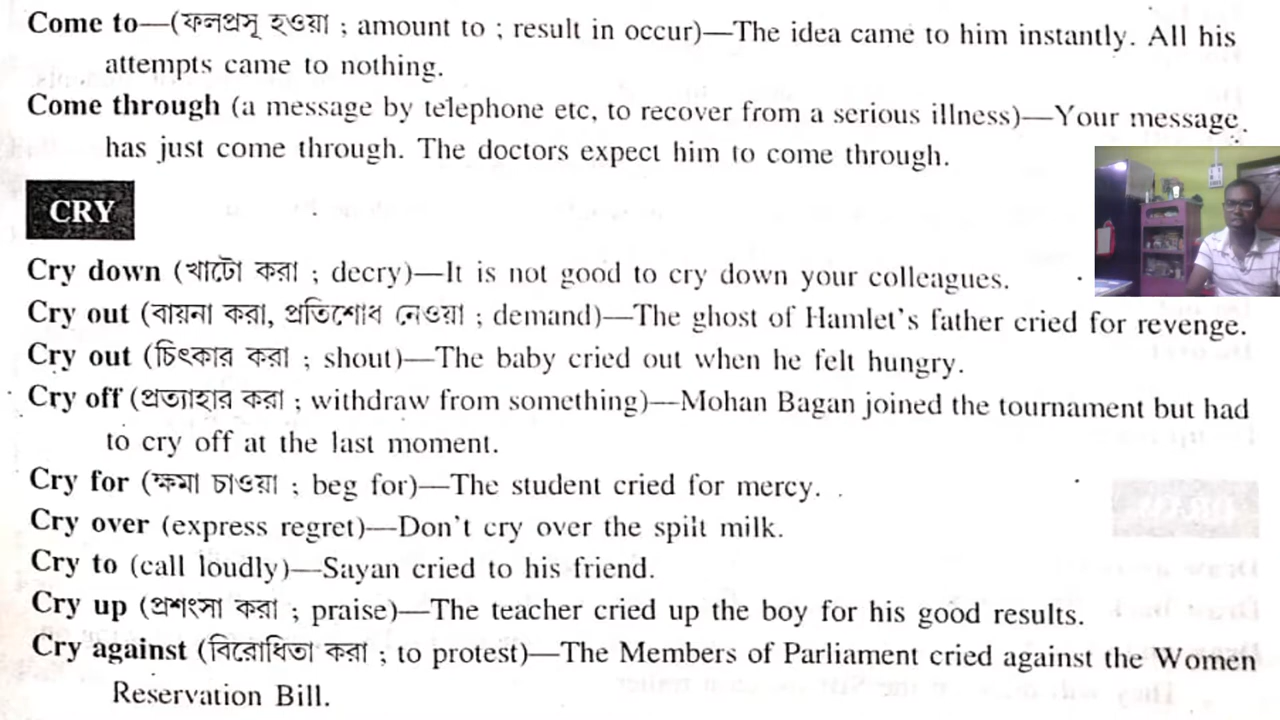 Come to—(ফলপ্রসূ হওয়া ; amount to ; result in occur)—The idea came to him instantly. All his
attempts came to nothing.
Come through (a message by telephone etc, to recover from a serious illness)—Your message
has just come through. The doctors expect him to come through.
CRY
Cry down (খাটো করা ; decry)—It is not good to cry down your colleagues.
Cry out (বায়না করা, প্রতিশোধ নেওয়া ; demand)—The ghost of Hamlet's father cried for revenge.
Cry out (চিৎকার করা ; shout)—The baby cried out when he felt hungry.
Cry off (প্রত্যাহার করা ; withdraw from something)—Mohan Bagan joined the tournament but had
to cry off at the last moment.
Cry for (ক্ষমা চাওয়া ; beg for)—The student cried for mercy.
Cry over (express regret)—Don't cry over the spilt milk.
Cry to (call loudly)—Sayan cried to his friend.
Cry up (প্রশংসা করা ; praise)—The teacher cried up the boy for his good results.
Cry against (বিরোধিতা করা ; to protest)—The Members of Parliament cried against the Women
Reservation Bill.